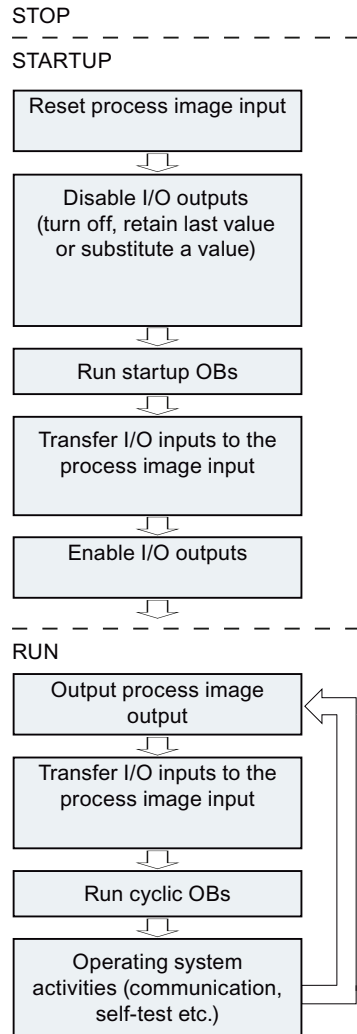 STOP
STARTUP
Reset process image input
Disable I/O outputs
(turn off, retain last value
or substitute a value)
Run startup OBs
Transfer I/O inputs to the
process image input
Enable I/O outputs
RUN
Output process image
output
Transfer I/O inputs to the
process image input
Run cyclic OBs
Operating system
activities (communication,
self-test etc.)